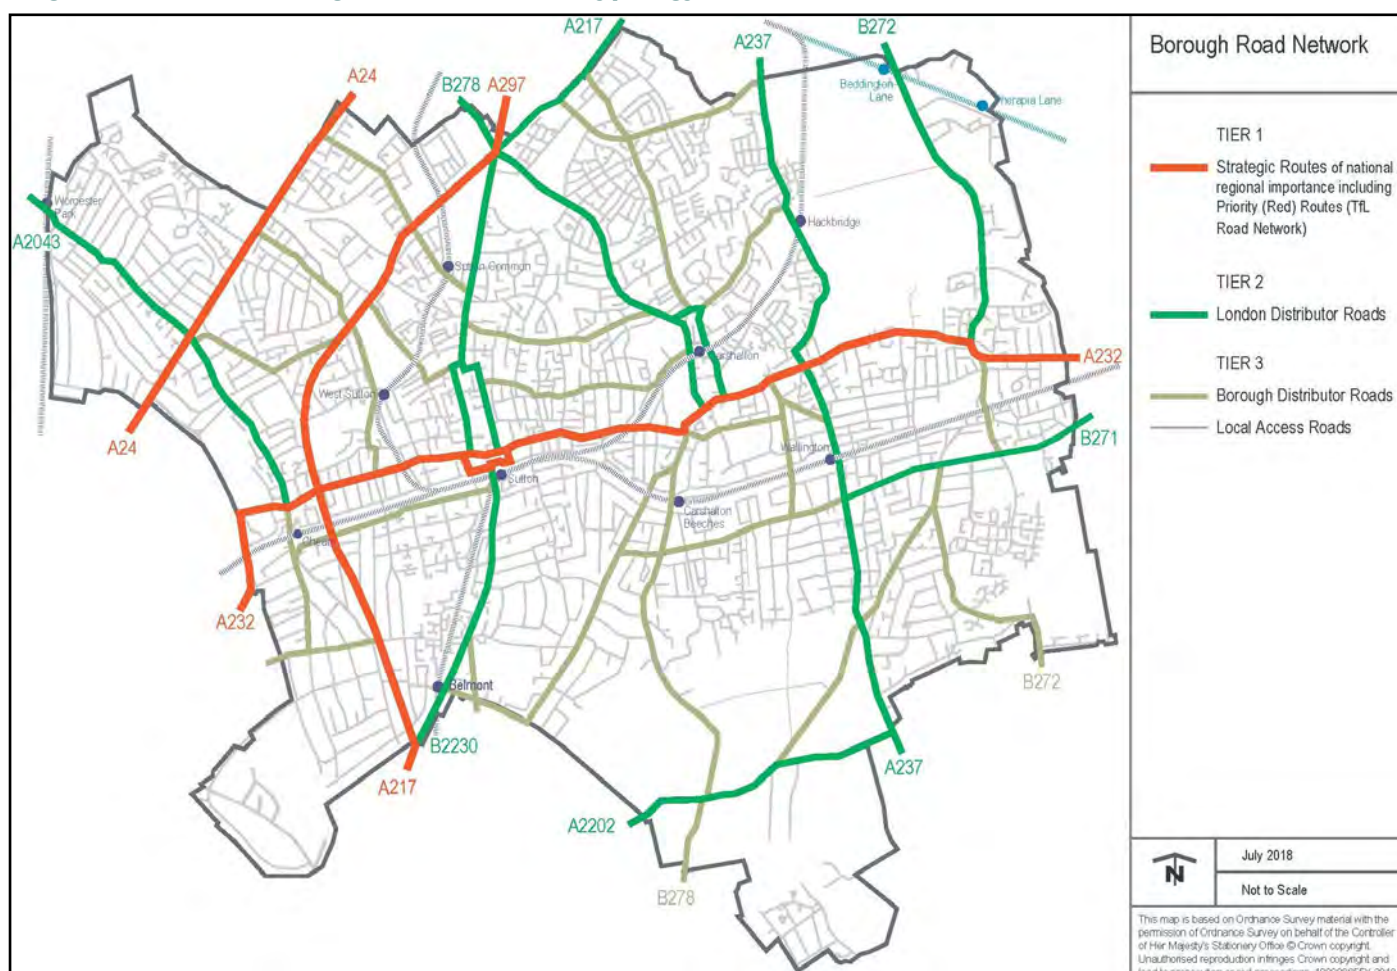 A217
A237
B272
A24
B278
A297
Beddington
Lane
Therapia Lane
Worcester
Park
A2043
Hackbridge
Sutton Common
Carshalton
A232
West Sutton
A24
B271
Wallington
Sutton
Carshalton
Beeches
Cheam
A232
B272
Belmont
B2230
A217
A237
A2202
B278
Borough Road Network
TIER 1
Strategic Routes of national
regional importance including
Priority (Red) Routes (TfL
Road Network)
TIER 2
London Distributor Roads
TIER 3
Borough Distributor Roads
Local Access Roads
N
July 2018
Not to Scale
This map is based on Ordnance Survey material with the
permission of Ordnance Survey on behalf of the Controller
of Her Majesty's Stationery Office © Crown copyright.
Unauthorised reproduction infringes Crown copyright and